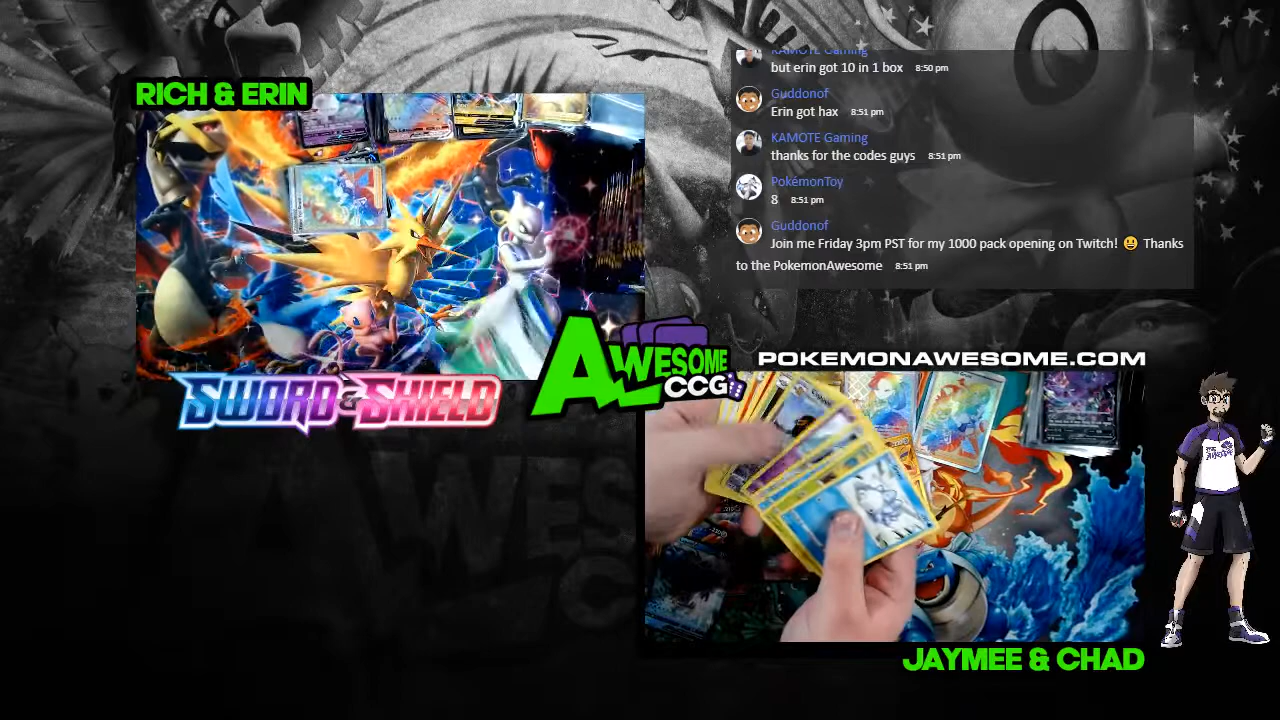 RICH & ERIN
KAMOTE Gaming
but erin got 10 in 1 box 8:50 pm
Guddonof
Erin got hax 8:51 pm
KAMOTE Gaming
thanks for the codes guys 8:51 pm
PokémonToy
8 8:51 pm
Guddonof
Join me Friday 3pm PST for my 1000 pack opening on Twitch! 😀 Thanks
to the PokemonAwesome 8:51 pm
SWORD & SHIELD
AWESOME
CCG
POKEMONAWESOME.COM
JAYMEE & CHAD